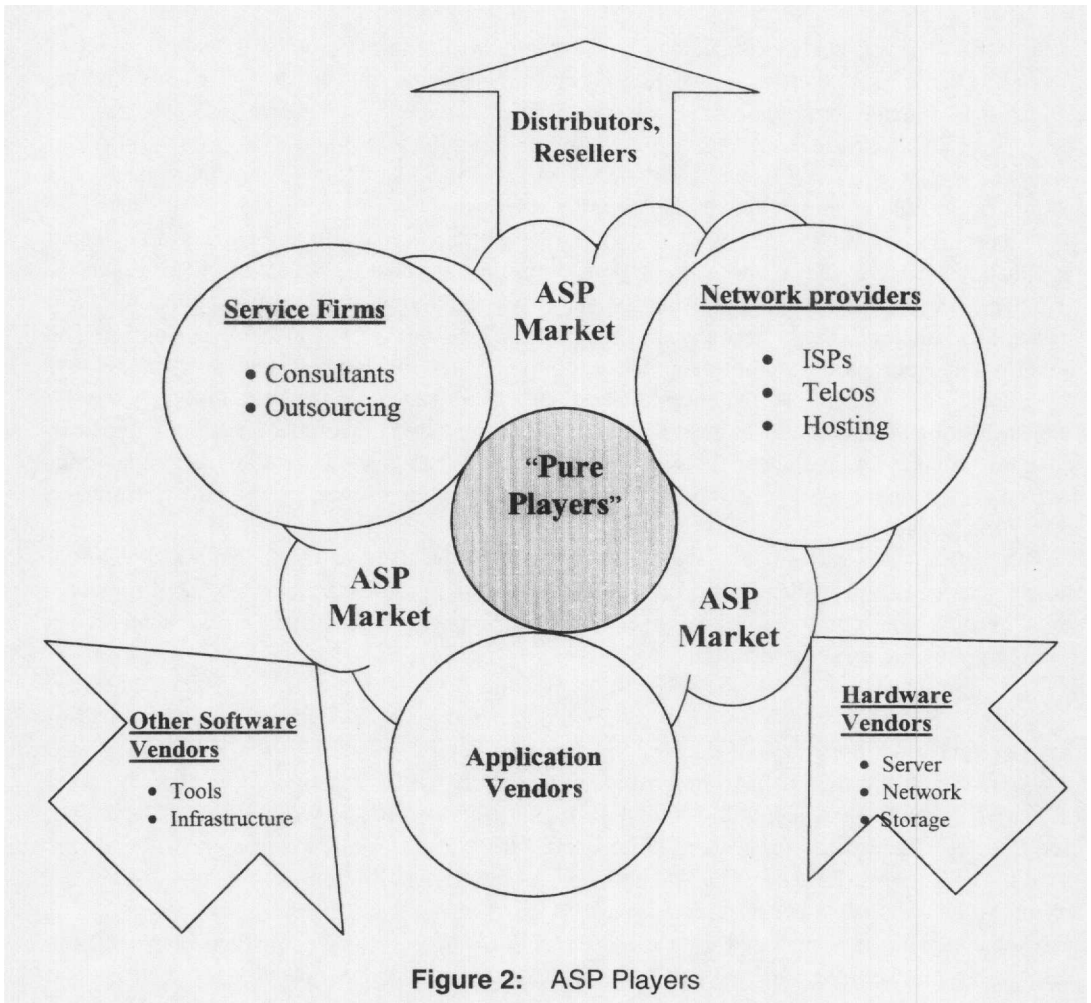 Distributors,
Resellers
ASP
Market
Service Firms
• Consultants
• Outsourcing
Network providers
• ISPs
• Telcos
• Hosting
“Pure
Players”
ASP
Market
ASP
Market
Other Software
Vendors
• Tools
• Infrastructure
Application
Vendors
Hardware
Vendors
• Server
• Network
• Storage
Figure 2: ASP Players